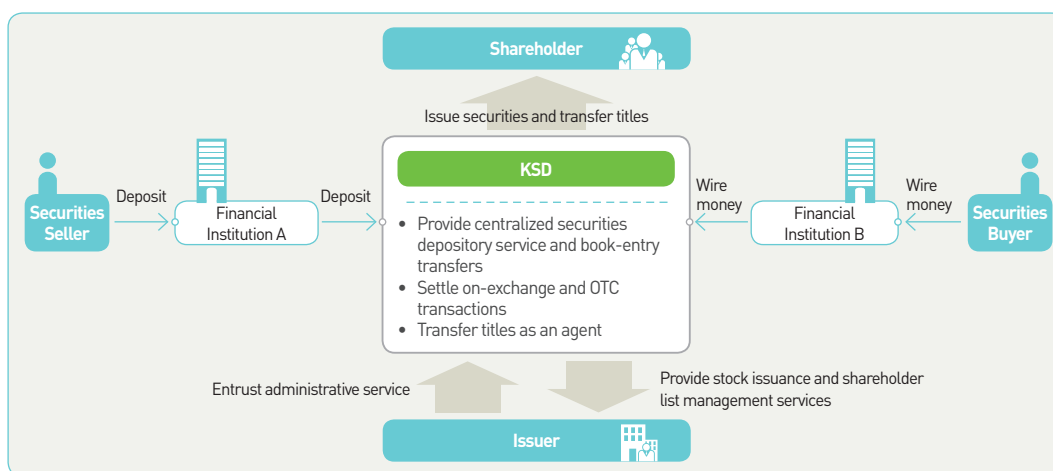 Shareholder
Issue securities and transfer titles
KSD
• Provide centralized securities
depository service and book-entry
transfers
• Settle on-exchange and OTC
transactions
• Transfer titles as an agent
Securities
Seller
Deposit
Financial
Institution A
Deposit
Wire
money
Financial
Institution B
Wire
money
Securities
Buyer
Entrust administrative service
Provide stock issuance and shareholder
list management services
Issuer